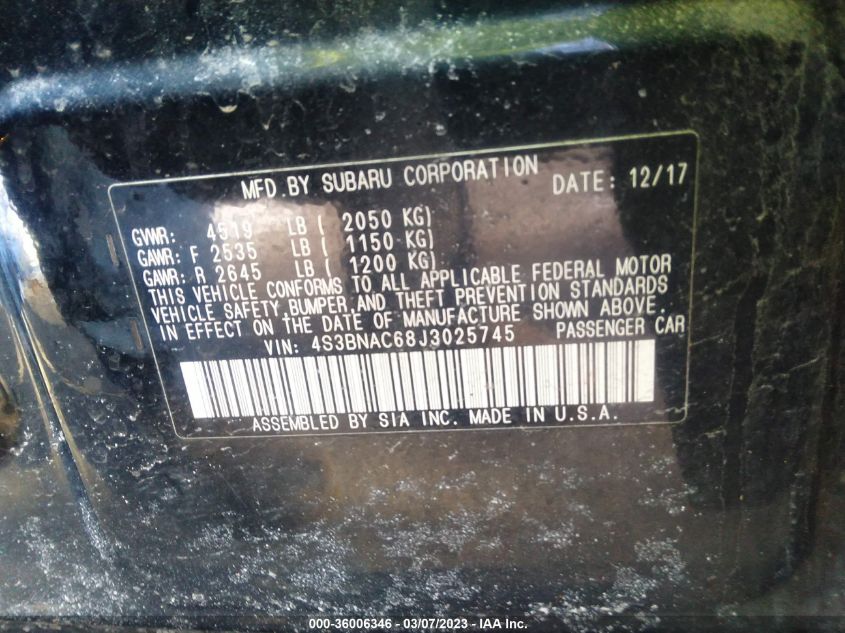 MFD.BY SUBARU CORPORATION DATE: 12/17
GVWR: 4519 LB ( 2050 KG)
GAWR: F 2535 LB ( 1150 KG)
GAWR: R 2645 LB ( 1200 KG)
THIS VEHICLE CONFORMS TO ALL APPLICABLE FEDERAL MOTOR
VEHICLE SAFETY,BUMPER,AND THEFT PREVENTION STANDARDS
IN EFFECT ON THE DATE OF MANUFACTURE SHOWN ABOVE.
VIN: 4S3BNAC68J3025745 PASSENGER CAR
ASSEMBLED BY SIA INC. MADE IN U.S.A.
000-36006346 - 03/07/2023 - IAA Inc.